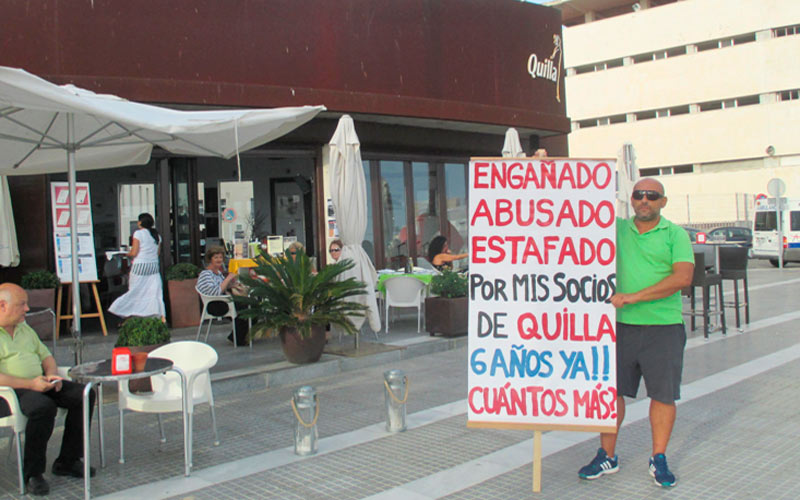 Quilla
ENGAÑADO
ABUSADO
ESTAFADO
POR MIS SOCIOS
DE QUILLA
6 AÑOS YA!!
CUÁNTOS MÁS?